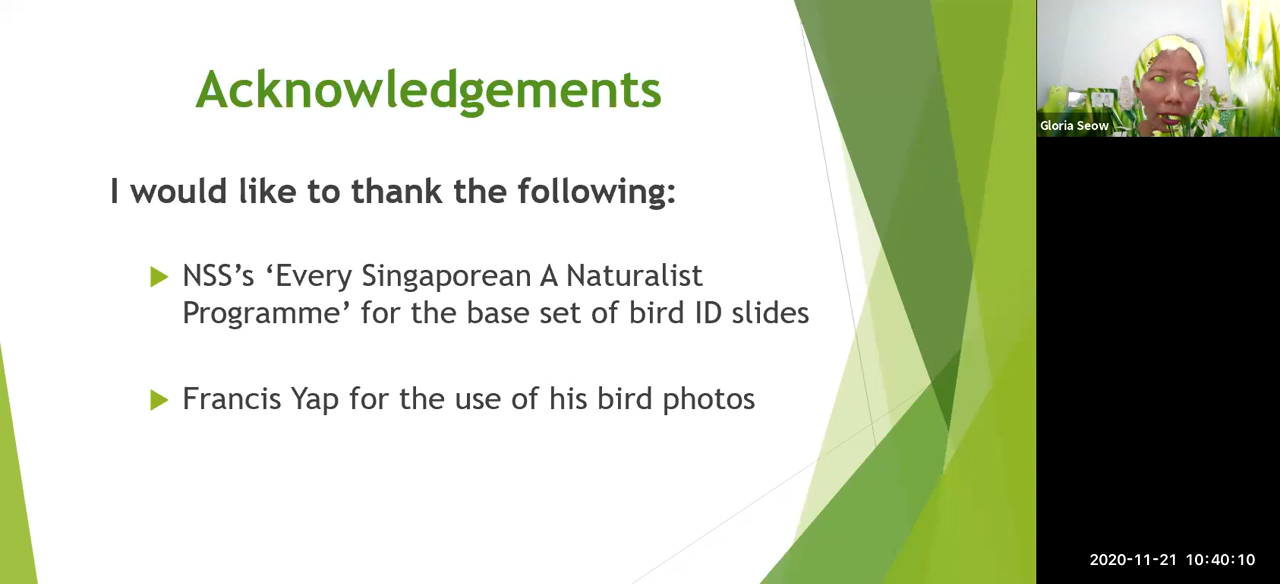 Acknowledgements
I would like to thank the following:
NSS’s ‘Every Singaporean A Naturalist
Programme’ for the base set of bird ID slides
Francis Yap for the use of his bird photos
Gloria Seow
2020-11-21 10:40:10